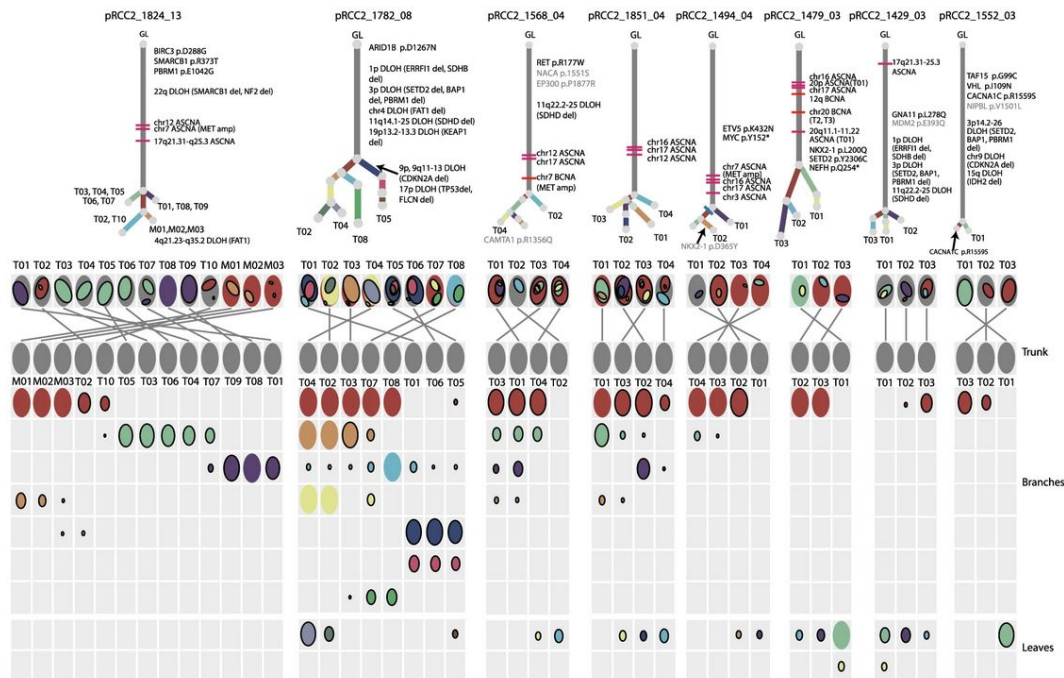 pRCC2_1824_13
GL
BIRC3 p.D288G
SMARCB1 p.R373T
PBRM1 p.E1042G
22q DLOH (SMARCB1 del, NF2 del)
chr12 ASCNA
chr7 ASCNA (MET amp)
17q21.31-q25.3 ASCNA
T03, T04, T05
T06, T07
T01, T08, T09
T02, T10
M01,M02,M03
4q21.23-q35.2 DLOH (FAT1)
pRCC2_1782_08
GL
ARID1B p.D1267N
1p DLOH (ERRFI1 del, SDHB
del)
3p DLOH (SETD2 del, BAP1
del, PBRM1 del)
chr4 DLOH (FAT1 del)
11q14.1-25 DLOH (SDHD del)
19p13.2-13.3 DLOH (KEAP1
del)
9p, 9q11-13 DLOH
(CDKN2A del)
17p DLOH (TP53del,
FLCN del)
T02
T04
T05
T08
pRCC2_1568_04
GL
RET p.R177W
NACA p.1551S
EP300 p.P1877R
11q22.2-25 DLOH
(SDHD del)
chr12 ASCNA
chr17 ASCNA
chr7 BCNA
(MET amp)
T02
T04
CAMTA1 p.R1356Q
pRCC2_1851_04
GL
chr16 ASCNA
chr17 ASCNA
chr12 ASCNA
T03
T04
T02
pRCC2_1494_04
GL
ETV5 p.K432N
MYC p.Y152*
chr7 ASCNA
(MET amp)
chr16 ASCNA
chr17 ASCNA
chr3 ASCNA
T04
T02
NKX2-1 p.D365Y
pRCC2_1479_03
GL
chr16 ASCNA
20p ASCNA(T01)
chr17 ASCNA
12q BCNA
chr20 BCNA
(T2, T3)
20q11.1-11.22
ASCNA (T01)
NKX2-1 p.L200Q
SETD2 p.Y2306C
NEFH p.Q254*
T02
T01
T03
pRCC2_1429_03
GL
17q21.31-25.3
ASCNA
GNA11 p.L278Q
MDM2 p.E393Q
1p DLOH
(ERRFI1 del,
SDHB del)
3p DLOH
(SETD2, BAP1,
PBRM1 del)
11q22.2-25 DLOH
(SDHD del)
T02
T03 T01
pRCC2_1552_03
GL
TAF15 p.G99C
VHL p.I109N
CACNA1C p.R1559S
NIPBL p.V1501L
3p14.2-26
DLOH (SETD2,
BAP1, PBRM1
del)
chr9 DLOH
(CDKN2A del)
15q DLOH
(IDH2 del)
T02
CACNA1C p.R1559S
T01 T02 T03 T04 T05 T06 T07 T08 T09 T10 M01 M02 M03
T01 T02 T03 T04 T05 T06 T07 T08
T01 T02 T03 T04
T01 T02 T03 T04
T01 T02 T03 T04
T01 T02 T03
T01 T02 T03
T01 T02 T03
Trunk
M01 M02 M03 T02 T10 T05 T03 T06 T04 T07 T09 T08 T01
T04 T02 T03 T07 T08 T01 T06 T05
T03 T01 T04 T02
T01 T03 T02 T04
T04 T03 T02 T01
T02 T03 T01
T01 T02 T03
T03 T02 T01
Branches
Leaves